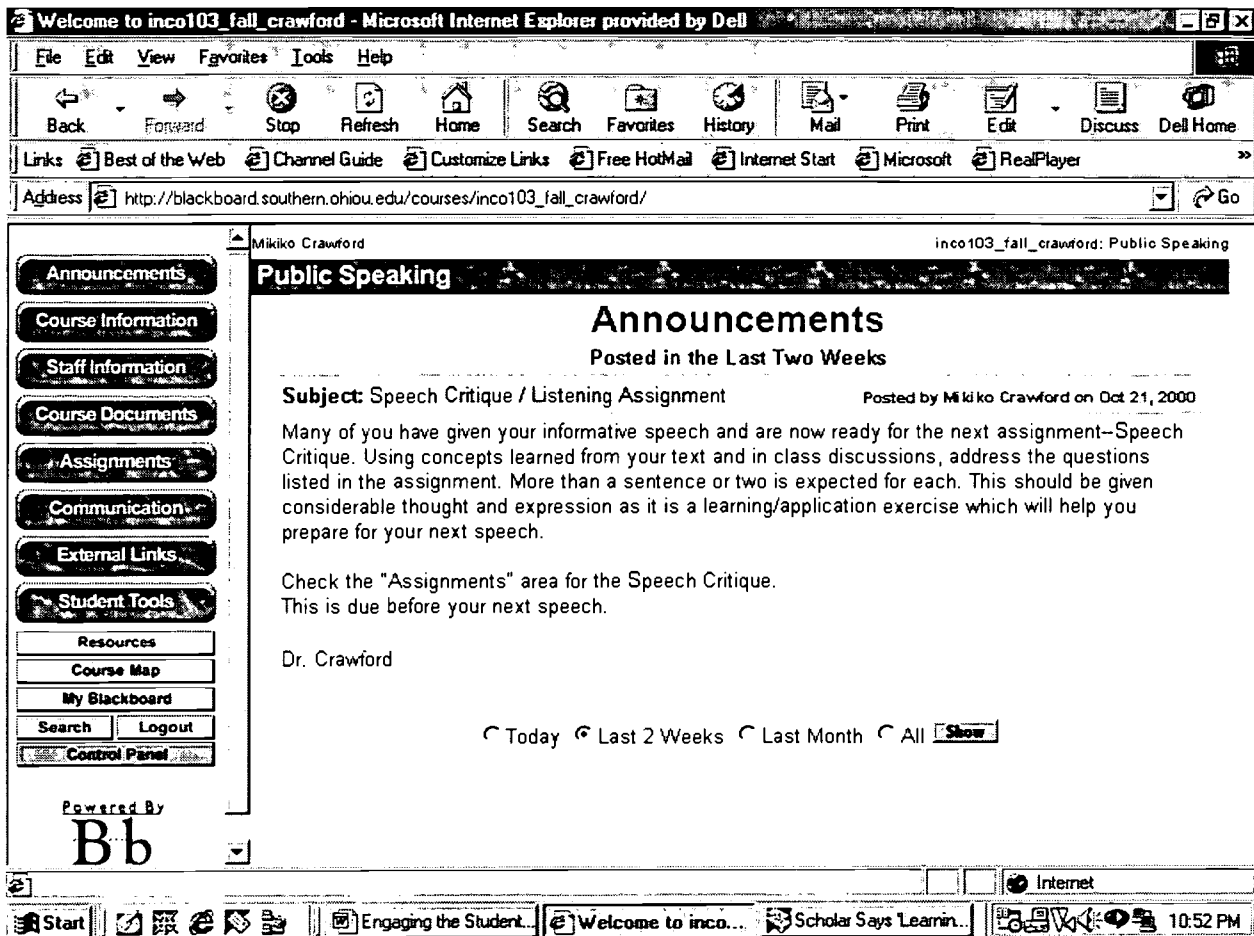 Welcome to inco103_fall_crawford - Microsoft Internet Explorer provided by Dell
File Edit View Favorites Tools Help
Back Forward Stop Refresh Home Search Favorites History Mail Print Edit Discuss Dell Home
Links Best of the Web Channel Guide Customize Links Free HotMail Internet Start Microsoft RealPlayer »
Address http://blackboard.southern.ohiou.edu/courses/inco103_fall_crawford/ Go
Mikiko Crawford inco103_fall_crawford: Public Speaking
Public Speaking
Announcements
Course Information
Staff Information
Course Documents
Assignments
Communication
External Links
Student Tools
Resources
Course Map
My Blackboard
Search Logout
Control Panel
Powered By
Bb
Announcements
Posted in the Last Two Weeks
Subject: Speech Critique / Listening Assignment Posted by Mikiko Crawford on Oct 21, 2000
Many of you have given your informative speech and are now ready for the next assignment--Speech
Critique. Using concepts learned from your text and in class discussions, address the questions
listed in the assignment. More than a sentence or two is expected for each. This should be given
considerable thought and expression as it is a learning/application exercise which will help you
prepare for your next speech.
Check the "Assignments" area for the Speech Critique.
This is due before your next speech.
Dr. Crawford
Today Last 2 Weeks Last Month All Show
Internet
Start Engaging the Student... Welcome to inco... Scholar Says 'Learnin... 10:52 PM